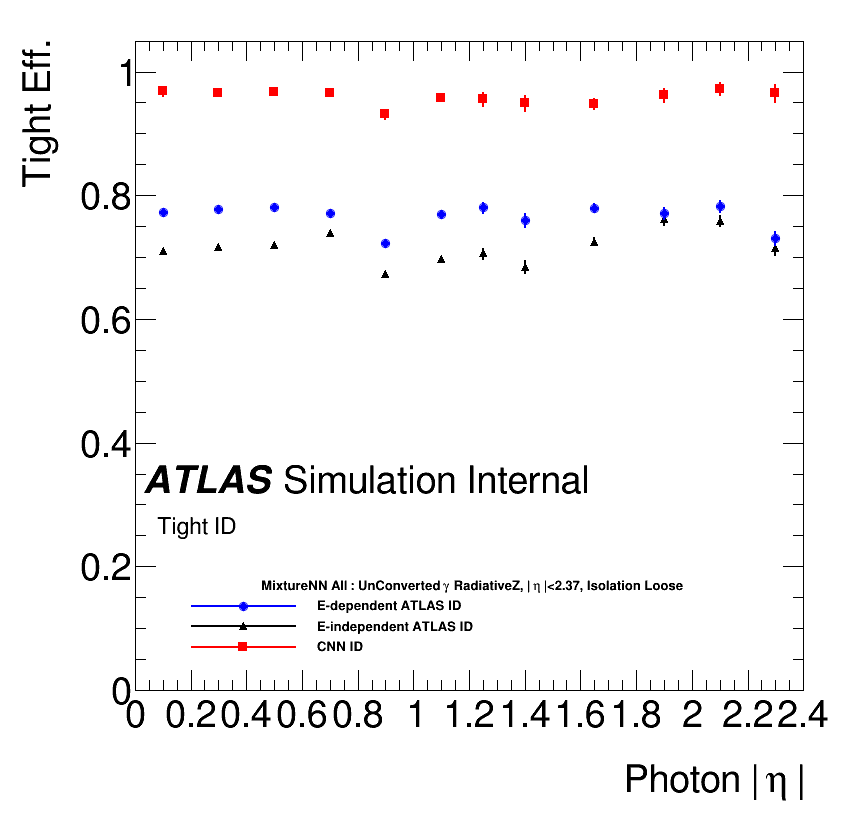 Tight Eff.
1
0.8
0.6
0.4
0.2
0
ATLAS Simulation Internal
Tight ID
MixtureNN All : UnConverted γ RadiativeZ, | η |<2.37, Isolation Loose
E-dependent ATLAS ID
E-independent ATLAS ID
CNN ID
0 0.2 0.4 0.6 0.8 1 1.2 1.4 1.6 1.8 2 2.2 2.4
Photon | η |